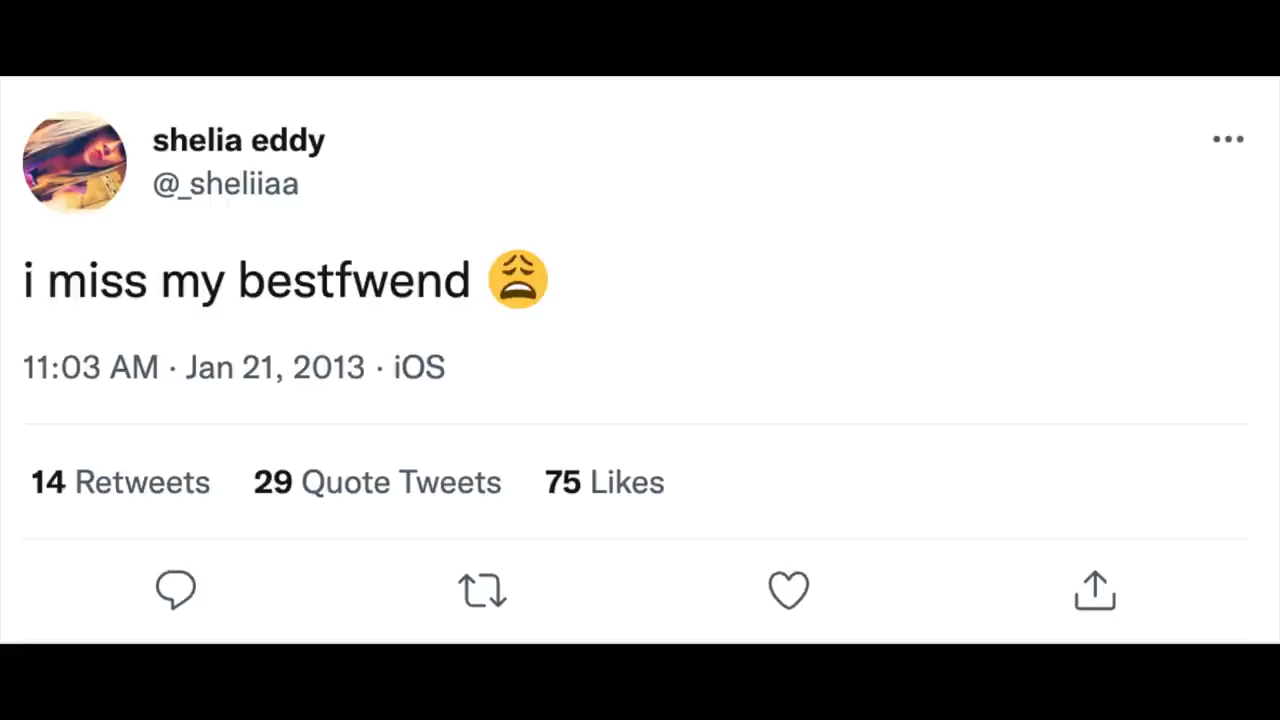 shelia eddy
@_sheliiaa
i miss my bestfwend 😩
11:03 AM · Jan 21, 2013 · iOS
14 Retweets 29 Quote Tweets 75 Likes